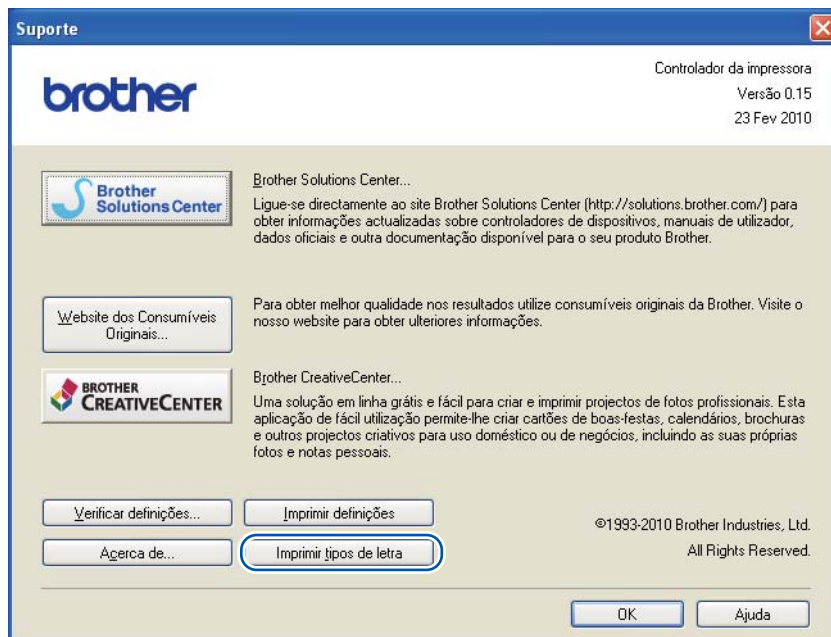 Suporte
brother
Controlador da impressora
Versão 0.15
23 Fev 2010
Brother
Solutions Center
Brother Solutions Center...
Ligue-se directamente ao site Brother Solutions Center (http://solutions.brother.com/) para
obter informações actualizadas sobre controladores de dispositivos, manuais de utilizador,
dados oficiais e outra documentação disponível para o seu produto Brother.
Website dos Consumíveis
Originais...
Para obter melhor qualidade nos resultados utilize consumíveis originais da Brother. Visite o
nosso website para obter ulteriores informações.
BROTHER
CREATIVECENTER
Brother CreativeCenter...
Uma solução em linha grátis e fácil para criar e imprimir projectos de fotos profissionais. Esta
aplicação de fácil utilização permite-lhe criar cartões de boas-festas, calendários, brochuras
e outros projectos criativos para uso doméstico ou de negócios, incluindo as suas próprias
fotos e notas pessoais.
Verificar definições...
Imprimir definições
Acerca de...
Imprimir tipos de letra
©1993-2010 Brother Industries, Ltd.
All Rights Reserved.
OK
Ajuda